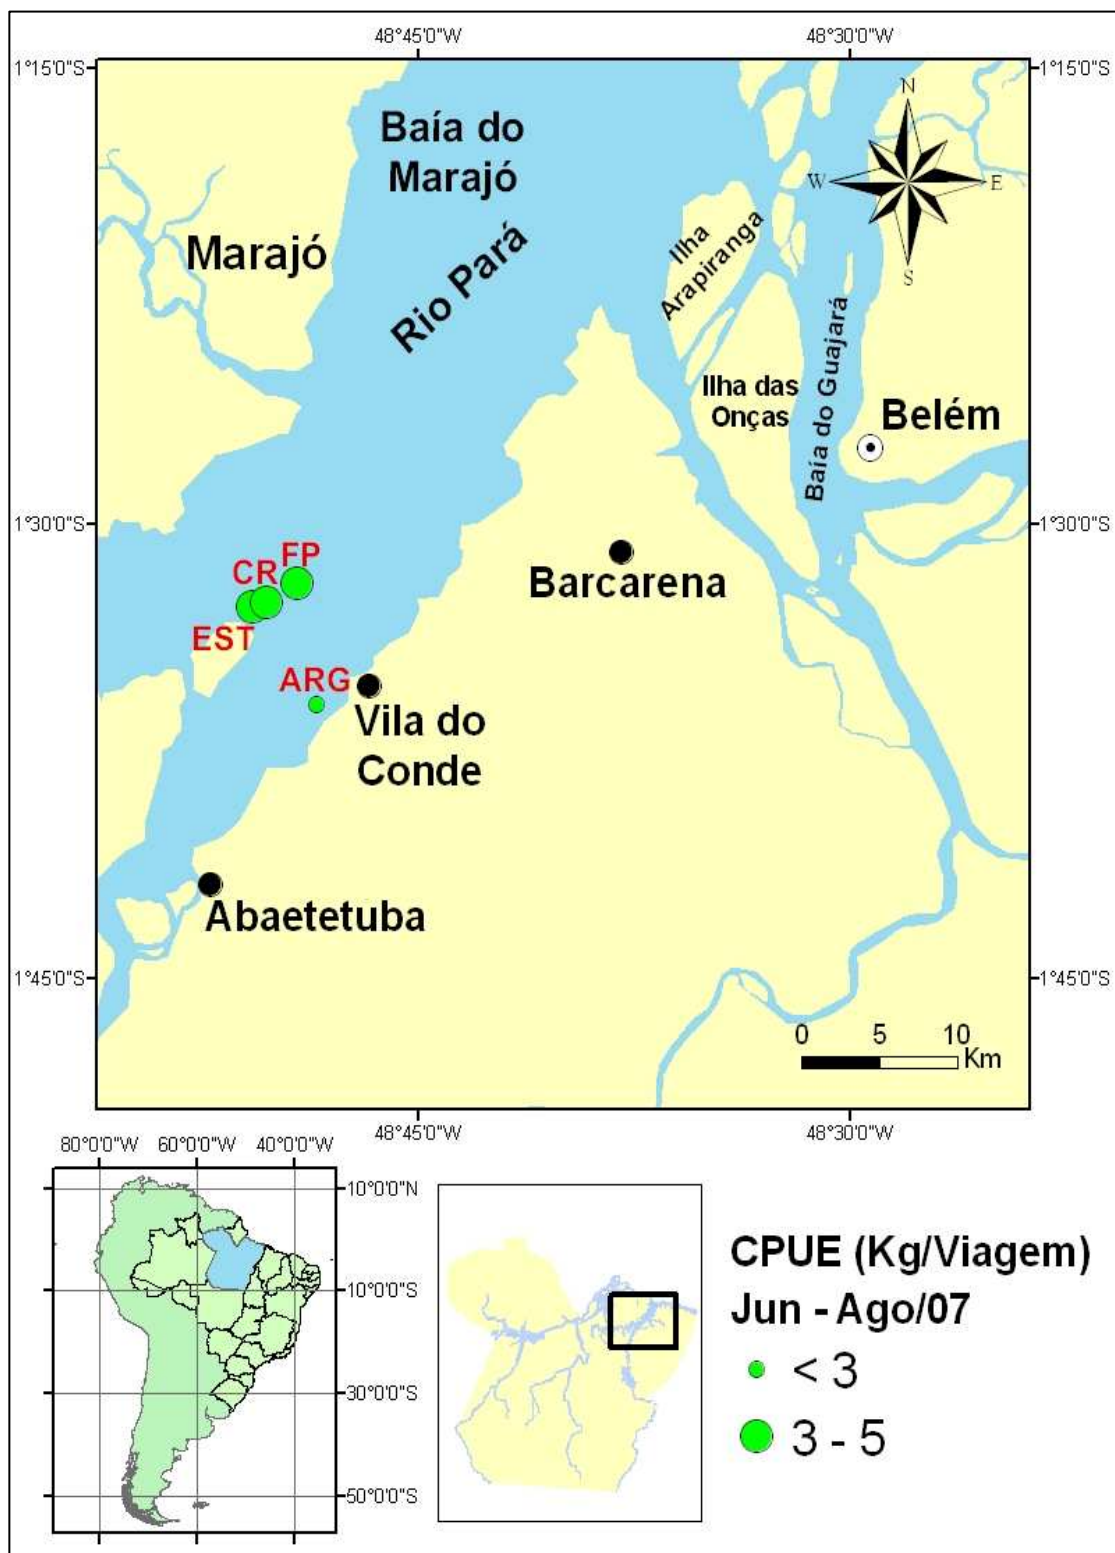 48°45'0"W 48°30'0"W
1°15'0"S 1°15'0"S
N
W E
S
Baía do
Marajó
Marajó
Rio Pará
Ilha
Arapiranga
Ilha das
Onças
Baía do Guajará
Belém
1°30'0"S 1°30'0"S
FP
CR
EST
ARG
Barcarena
Vila do
Conde
Abaetetuba
1°45'0"S 1°45'0"S
0 5 10
Km
48°45'0"W 48°30'0"W
80°0'0"W 60°0'0"W 40°0'0"W
10°0'0"N
10°0'0"S
30°0'0"S
50°0'0"S
CPUE (Kg/Viagem)
Jun - Ago/07
< 3
3 - 5